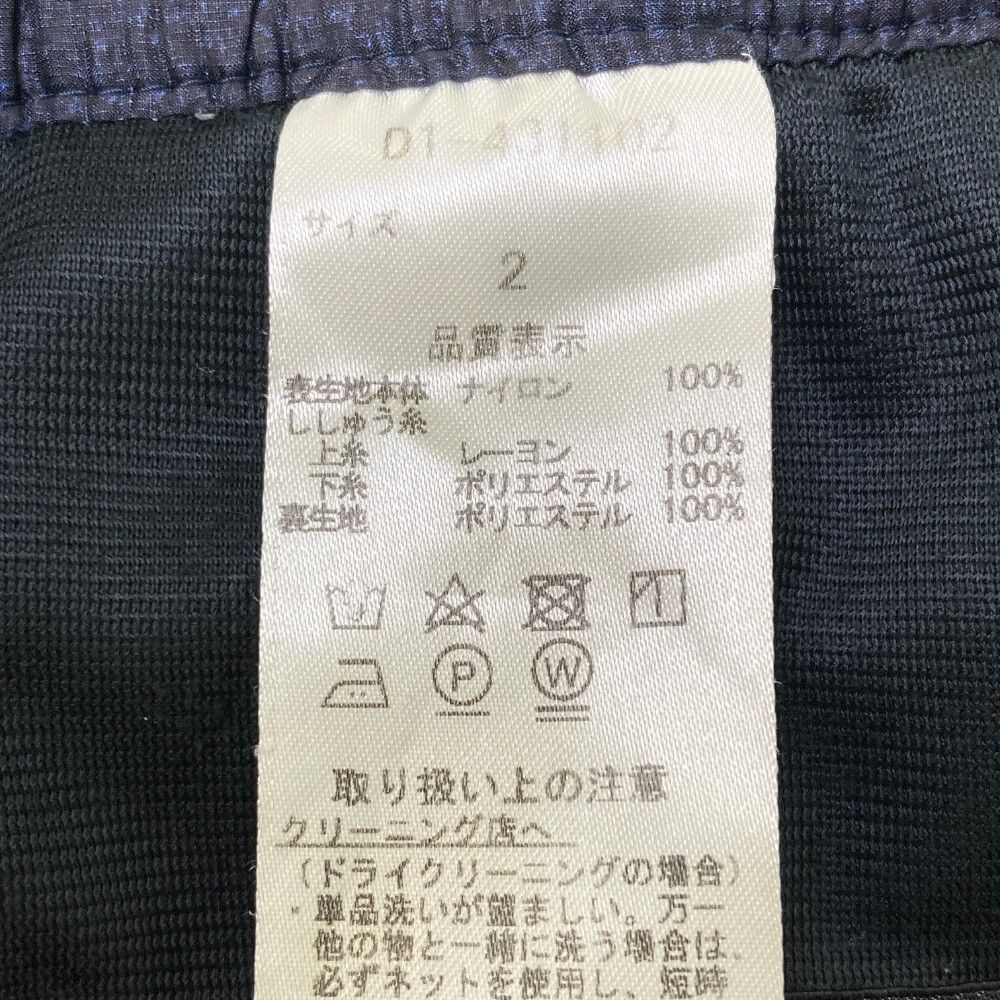 D1-431102
サイズ
2
品質表示
表生地本体 ナイロン 100%
ししゅう糸
上糸 レーヨン 100%
下糸 ポリエステル 100%
裏生地 ポリエステル 100%
P W
取り扱い上の注意
クリーニング店へ
(ドライクリーニングの場合)
・単品洗いが望ましい。万一
他の物と一緒に洗う場合は、
必ずネットを使用し、短時